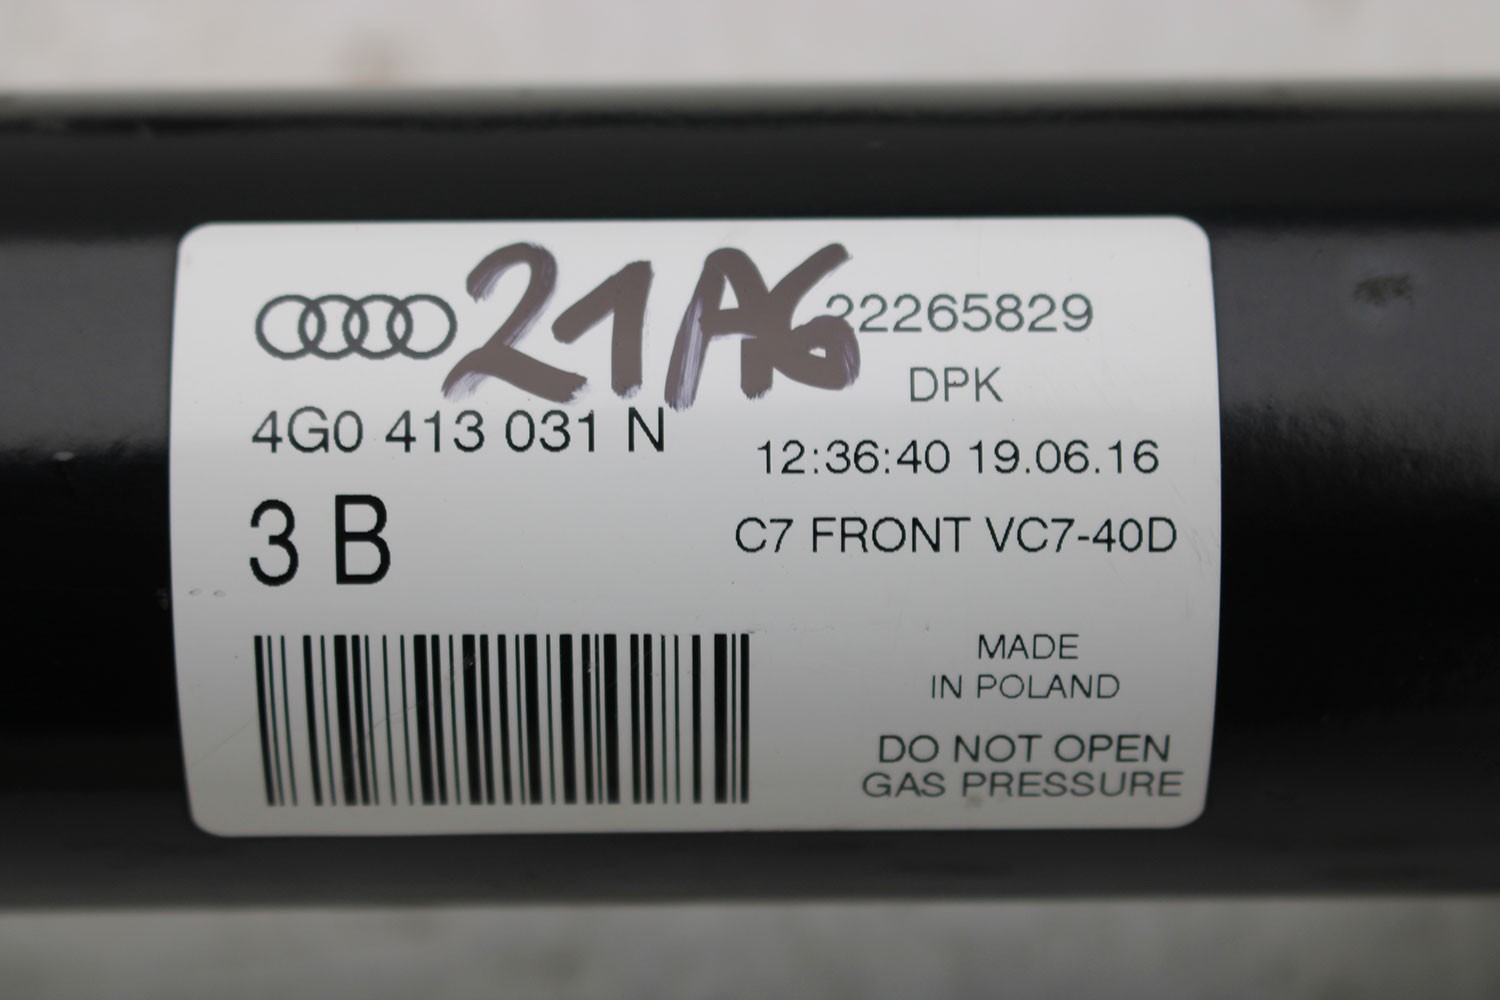 21A6
22265829
DPK
4G0 413 031 N
12:36:40 19.06.16
3 B
C7 FRONT VC7-40D
MADE
IN POLAND
DO NOT OPEN
GAS PRESSURE